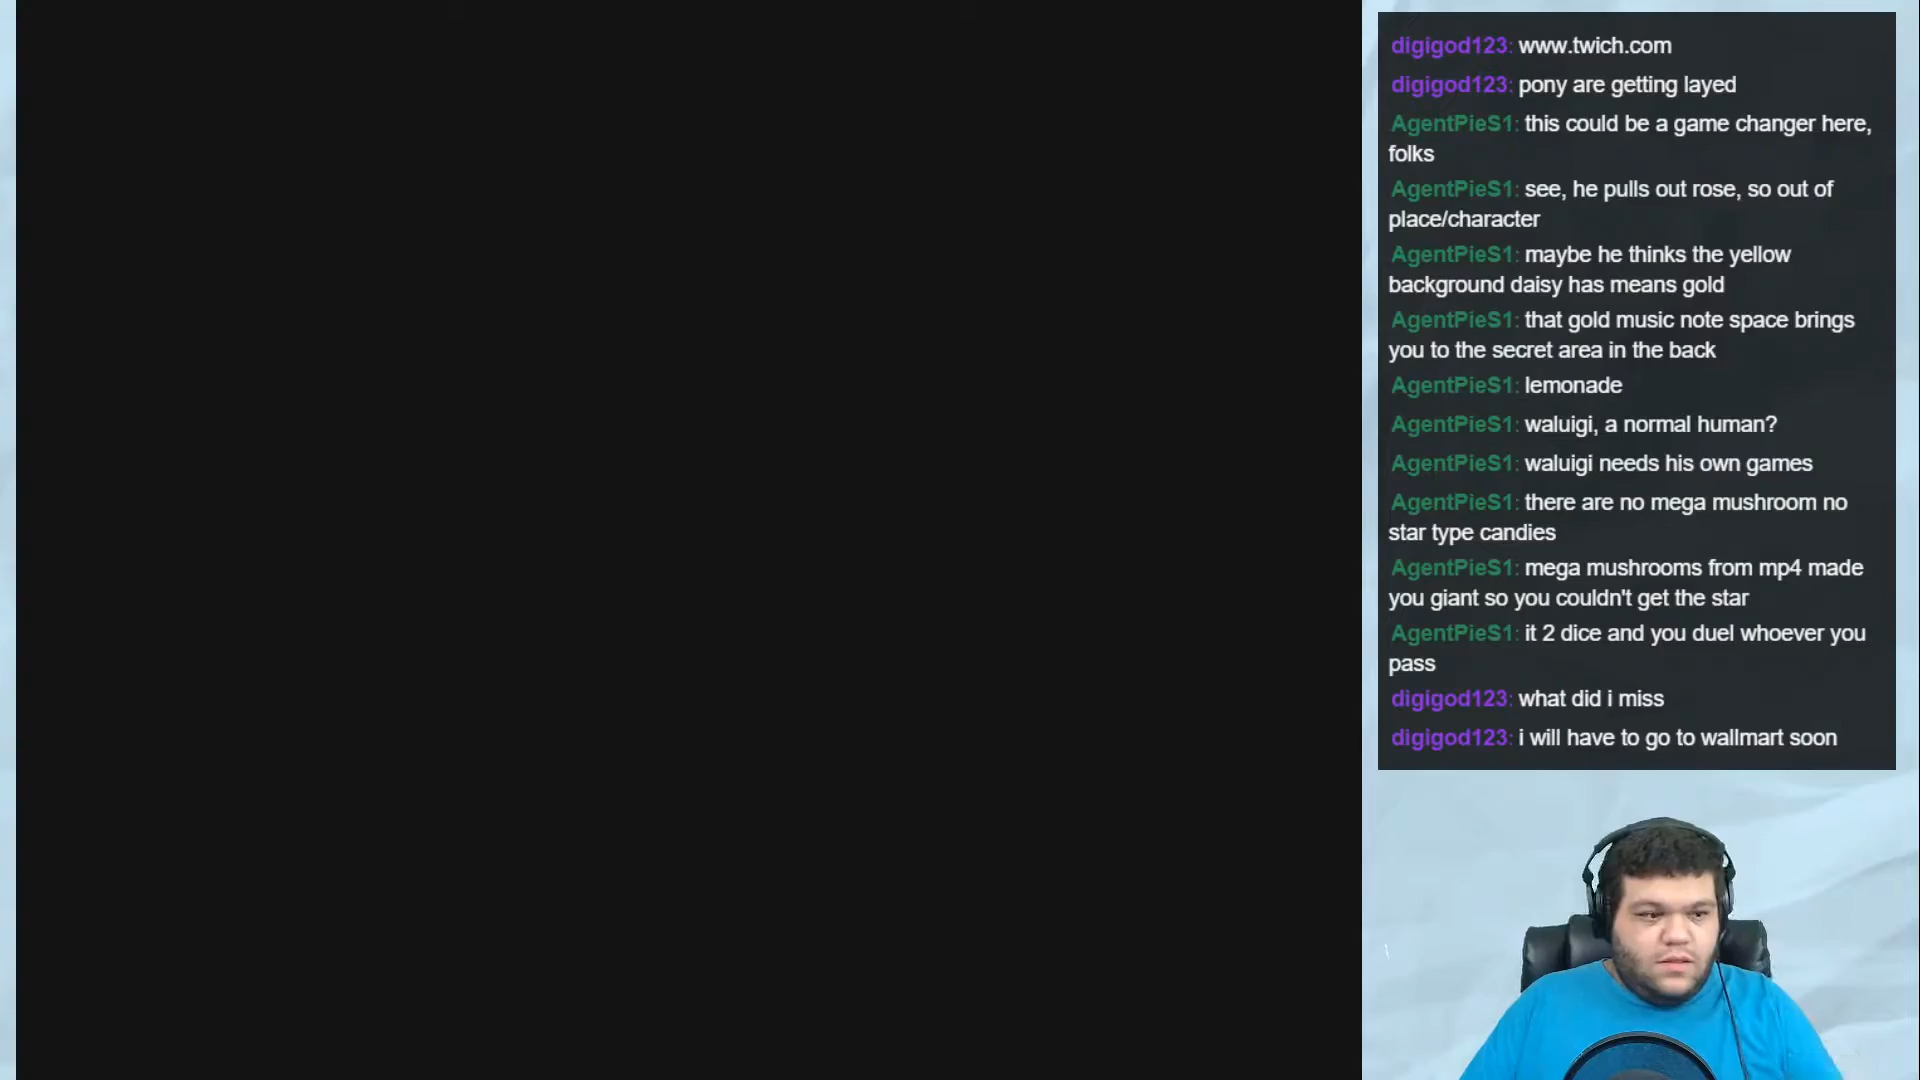 digigod123: www.twich.com
digigod123: pony are getting layed
AgentPieS1: this could be a game changer here,
folks
AgentPieS1: see, he pulls out rose, so out of
place/character
AgentPieS1: maybe he thinks the yellow
background daisy has means gold
AgentPieS1: that gold music note space brings
you to the secret area in the back
AgentPieS1: lemonade
AgentPieS1: waluigi, a normal human?
AgentPieS1: waluigi needs his own games
AgentPieS1: there are no mega mushroom no
star type candies
AgentPieS1: mega mushrooms from mp4 made
you giant so you couldn't get the star
AgentPieS1: it 2 dice and you duel whoever you
pass
digigod123: what did i miss
digigod123: i will have to go to wallmart soon